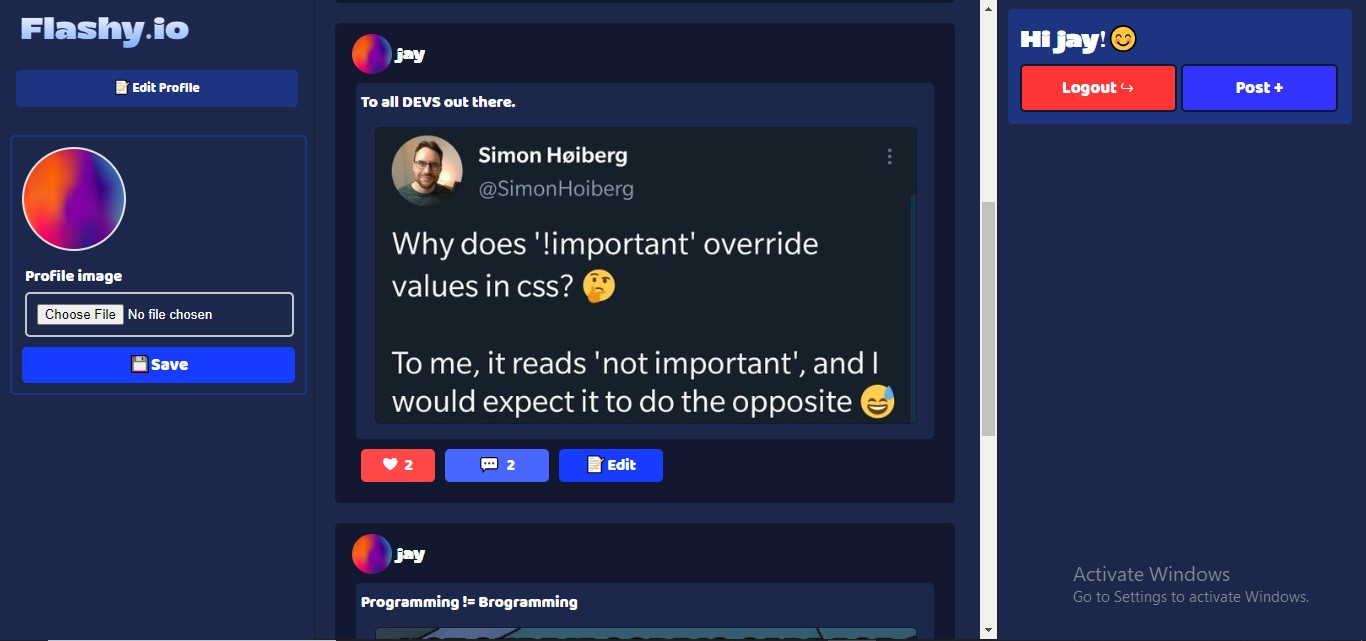 Flashy.io
📝 Edit Profile
Profile image
Choose File No file chosen
💾 Save
jay
To all DEVS out there.
Simon Høiberg
@SimonHoiberg
Why does '!important' override
values in css? 🤔
To me, it reads 'not important', and I
would expect it to do the opposite 😅
2
2
📝 Edit
jay
Programming != Brogramming
Hi jay! 😊
Logout ↪
Post +
Activate Windows
Go to Settings to activate Windows.